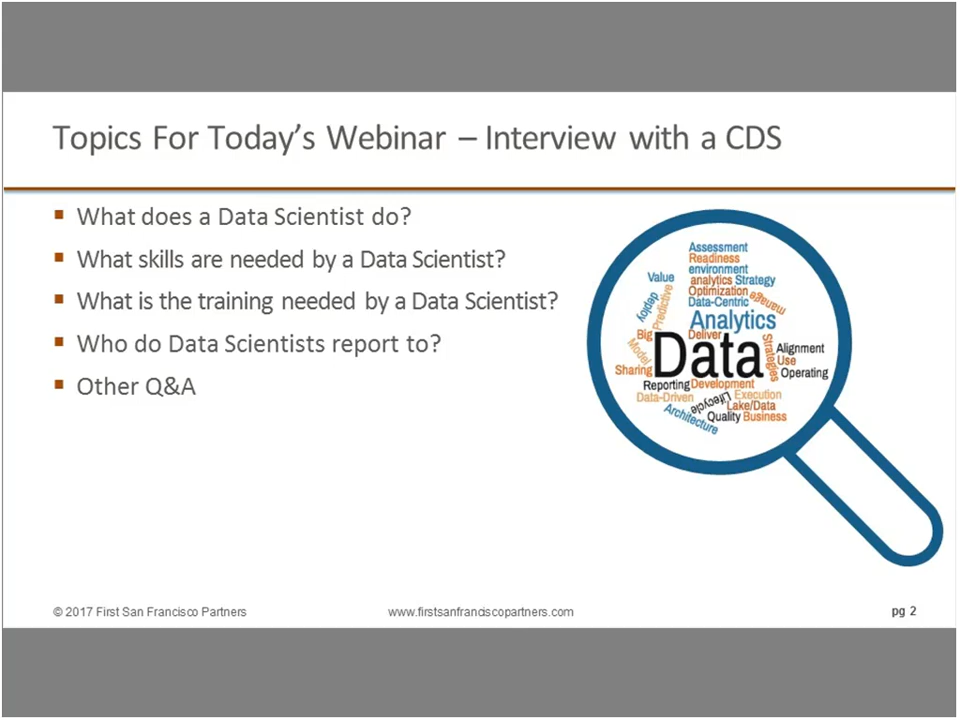 Topics For Today’s Webinar – Interview with a CDS
What does a Data Scientist do?
What skills are needed by a Data Scientist?
What is the training needed by a Data Scientist?
Who do Data Scientists report to?
Other Q&A
Assessment
Readiness
environment
Value
analytics Strategy
Optimization
manage
deploy
Predictive
Data-Centric
Analytics
Big
Deliver
Data
Strategies
Model
Alignment
Use
Sharing
Operating
Reporting Development
Data-Driven
Lifecycle
Execution
Lake/Data
Architecture
Quality Business
© 2017 First San Francisco Partners
www.firstsanfranciscopartners.com
pg 2